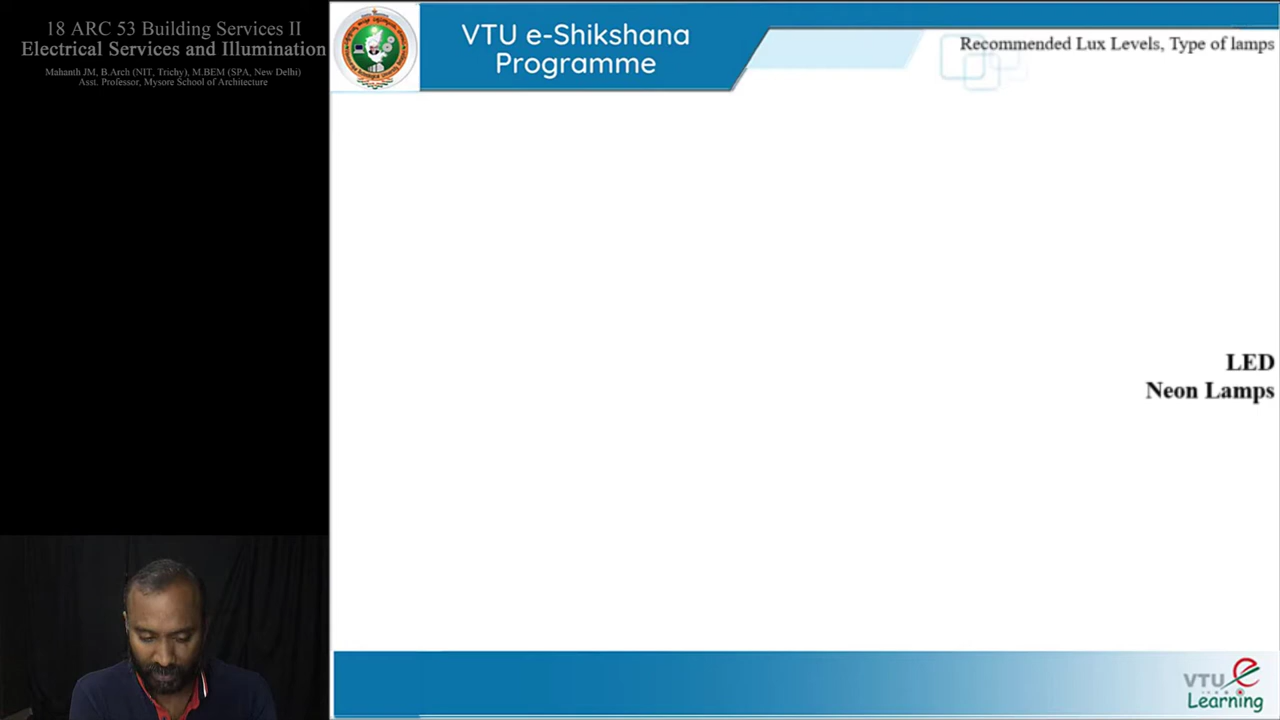 18 ARC 53 Building Services II
Electrical Services and Illumination
Mahanth JM, B.Arch (NIT, Trichy), M.BEM (SPA, New Delhi)
Asst. Professor, Mysore School of Architecture
VTU e-Shikshana
Programme
Recommended Lux Levels, Type of lamps
LED
Neon Lamps
VTU e
Learning